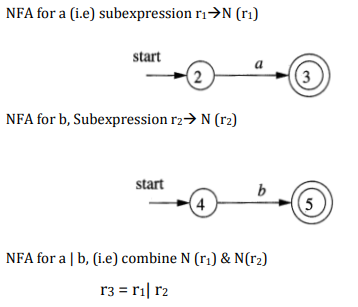 NFA for a (i.e) subexpression r₁→N (r₁)
start
a
2
3
NFA for b, Subexpression r₂→ N (r₂)
start
b
4
5
NFA for a | b, (i.e) combine N (r₁) & N(r₂)
r3 = r₁| r₂